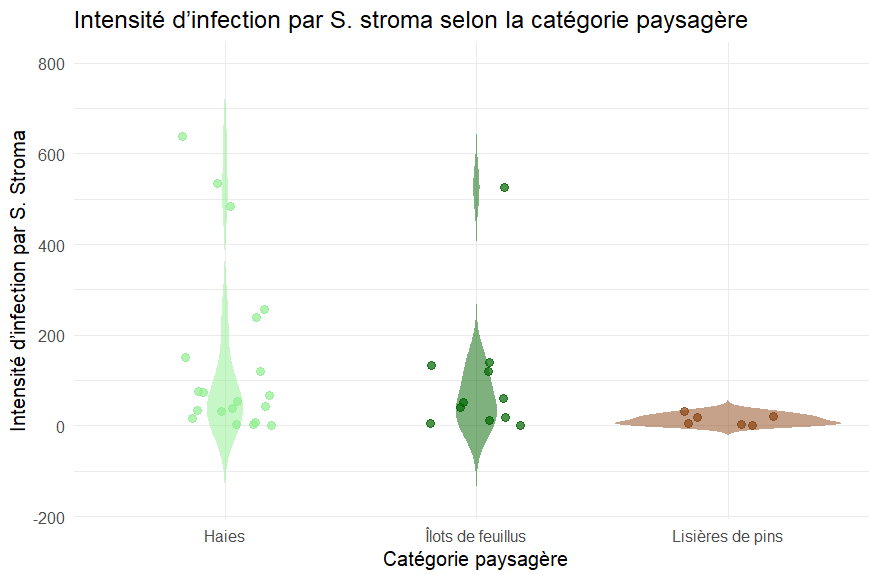 Intensité d’infection par S. stroma selon la catégorie paysagère
Intensité d’infection par S. Stroma
800
600
400
200
0
-200
Haies
Îlots de feuillus
Lisières de pins
Catégorie paysagère